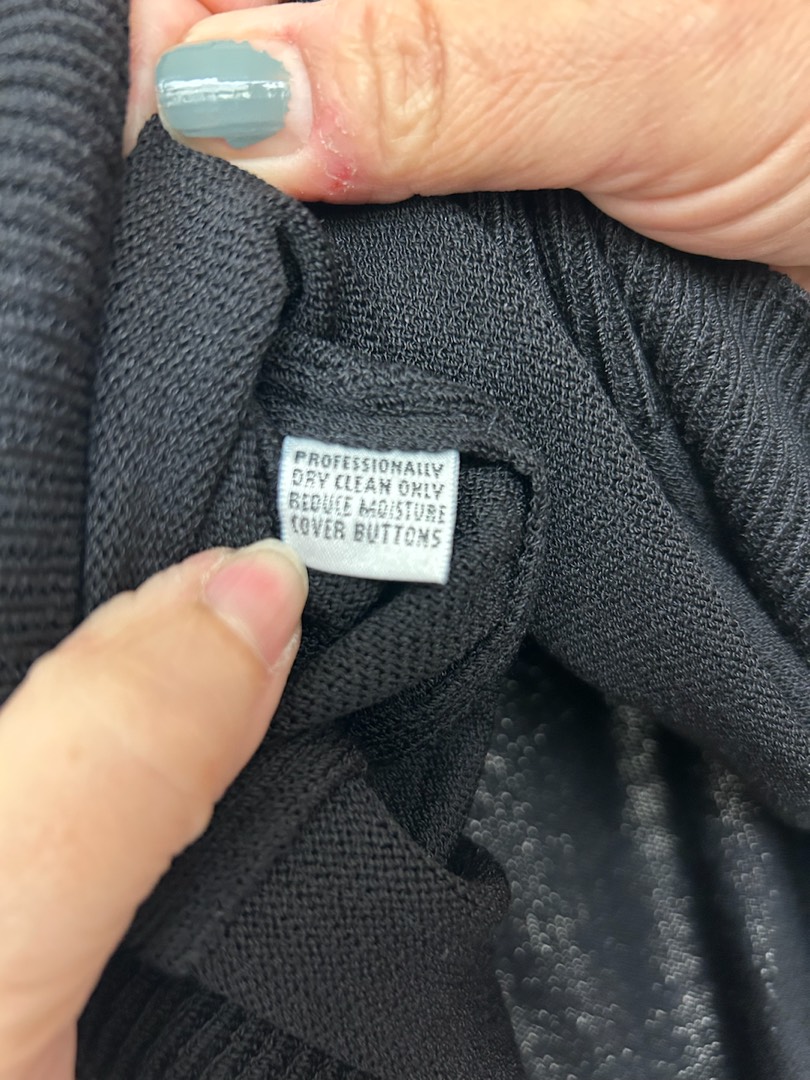 PROFESSIONALLY
DRY CLEAN ONLY
REDUCE MOISTURE
COVER BUTTONS